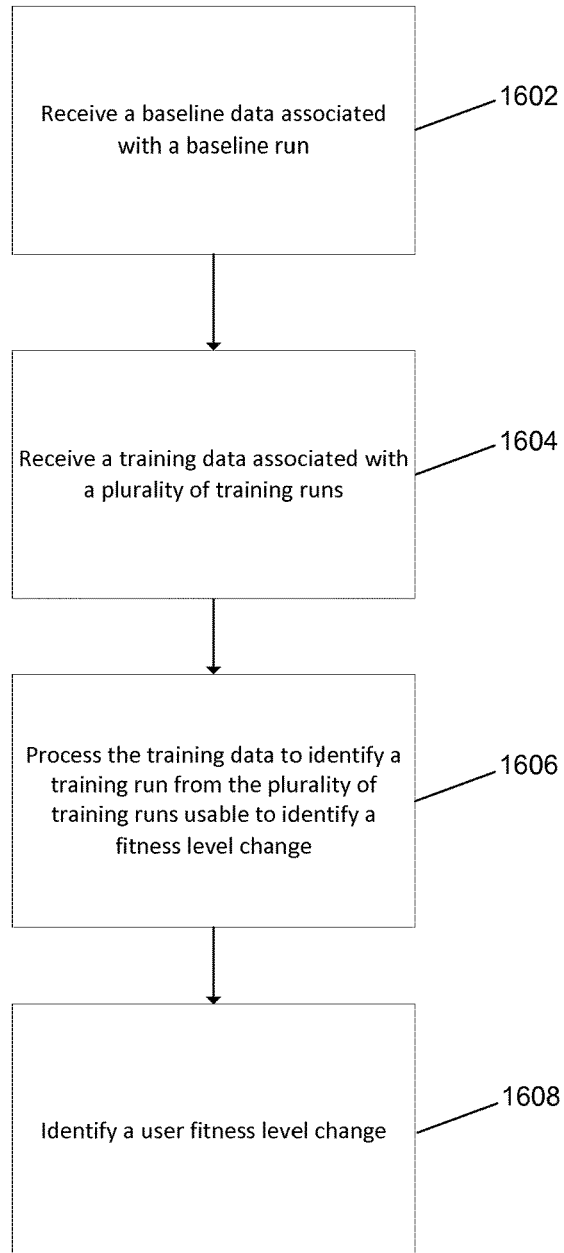 Receive a baseline data associated
with a baseline run
1602
Receive a training data associated with
a plurality of training runs
1604
Process the training data to identify a
training run from the plurality of
training runs usable to identify a
fitness level change
1606
Identify a user fitness level change
1608